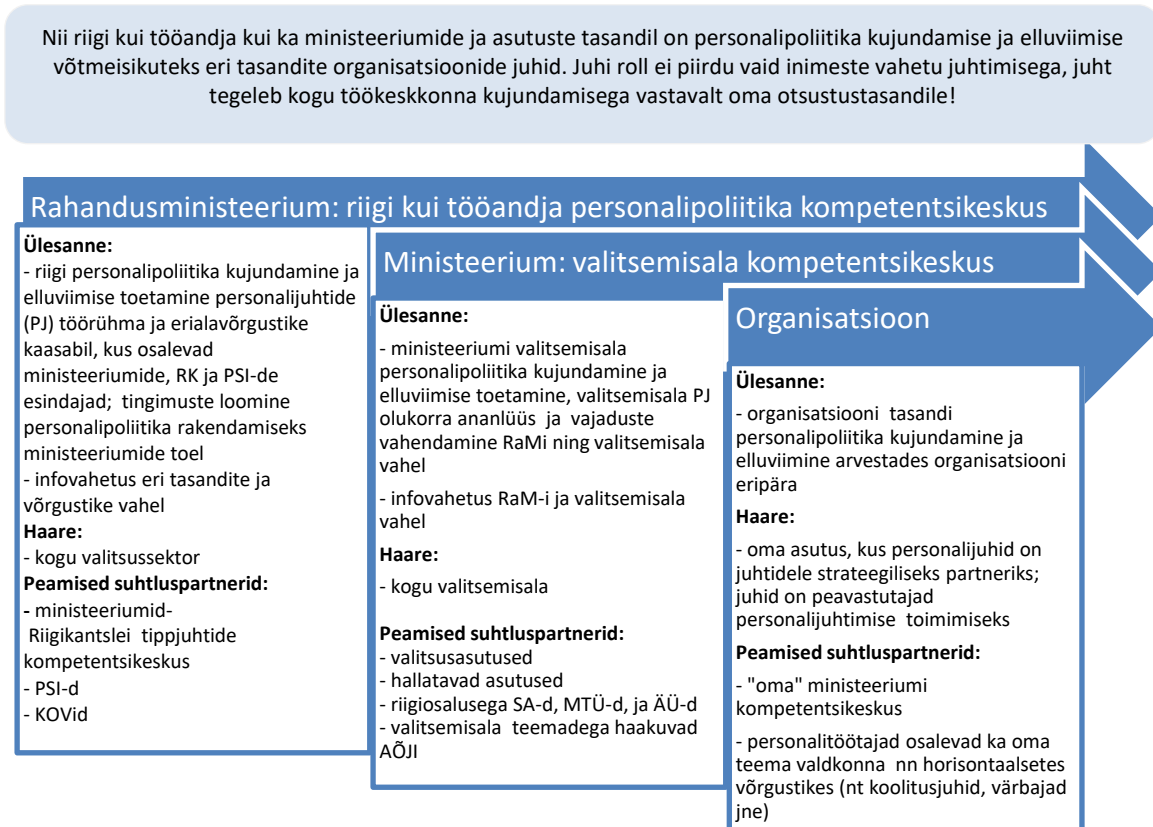 Nii riigi kui tööandja kui ka ministeeriumide ja asutuste tasandil on personalipoliitika kujundamise ja elluviimise
võtmeisikuteks eri tasandite organisatsioonide juhid. Juhi roll ei piirdu vaid inimeste vahetu juhtimisega, juht
tegeleb kogu töökeskkonna kujundamisega vastavalt oma otsustustasandile!
Rahandusministeerium: riigi kui tööandja personalipoliitika kompetentsikeskus
Ülesanne:
- riigi personalipoliitika kujundamine ja
elluviimise toetamine personalijuhtide
(PJ) töörühma ja erialavõrgustike
kaasabil, kus osalevad
ministeeriumide, RK ja PSI-de
esindajad; tingimuste loomine
personalipoliitika rakendamiseks
ministeeriumide toel
- infovahetus eri tasandite ja
võrgustike vahel
Haare:
- kogu valitsussektor
Peamised suhtluspartnerid:
- ministeeriumid-
Riigikantslei tippjuhtide
kompetentsikeskus
- PSI-d
- KOVid
Ministeerium: valitsemisala kompetentsikeskus
Ülesanne:
- ministeeriumi valitsemisala
personalipoliitika kujundamine ja
elluviimise toetamine, valitsemisala PJ
olukorra ananlüüs ja vajaduste
vahendamine RaMi ning valitsemisala
vahel
- infovahetus RaM-i ja valitsemisala
vahel
Haare:
- kogu valitsemisala
Peamised suhtluspartnerid:
- valitsusasutused
- hallatavad asutused
- riigiosalusega SA-d, MTÜ-d, ja ÄÜ-d
- valitsemisala teemadega haakuvad
AÕJI
Organisatsioon
Ülesanne:
- organisatsiooni tasandi
personalipoliitika kujundamine ja
elluviimine arvestades organisatsiooni
eripära
Haare:
- oma asutus, kus personalijuhid on
juhtidele strateegiliseks partneriks;
juhid on peavastutajad
personalijuhtimise toimimiseks
Peamised suhtluspartnerid:
- "oma" ministeeriumi
kompetentsikeskus
- personalitöötajad osalevad ka oma
teema valdkonna nn horisontaalsetes
võrgustikes (nt koolitusjuhid, värbajad
jne)